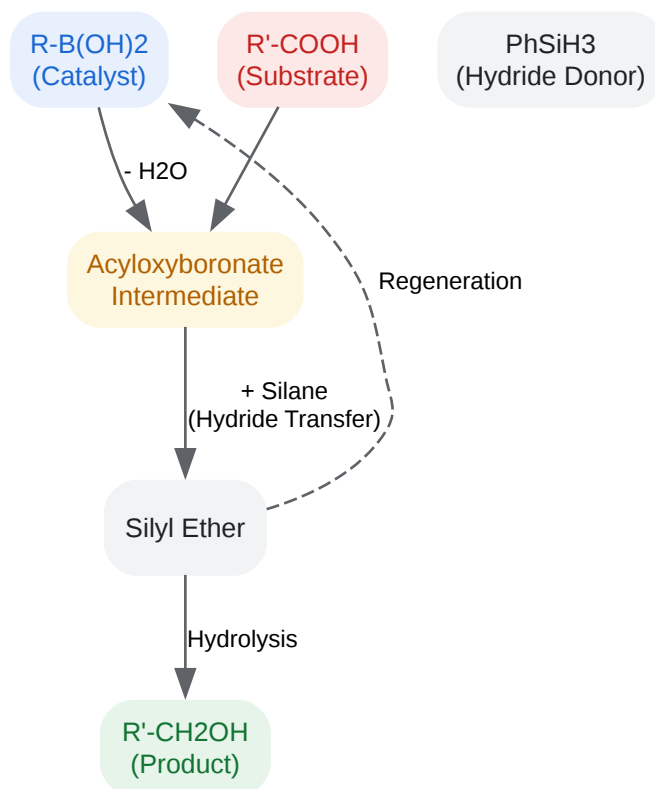 R-B(OH)2
(Catalyst)
R'-COOH
(Substrate)
PhSiH3
(Hydride Donor)
- H2O
Acyloxyboronate
Intermediate
Regeneration
+ Silane
(Hydride Transfer)
Silyl Ether
Hydrolysis
R'-CH2OH
(Product)